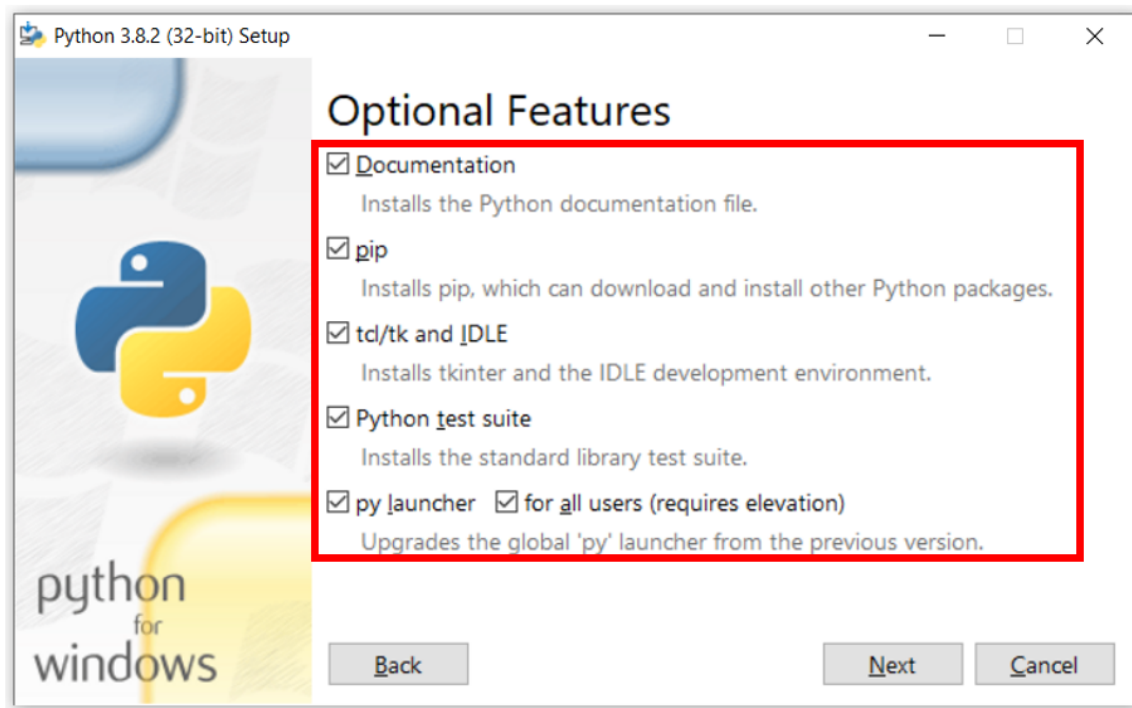 Python 3.8.2 (32-bit) Setup
Optional Features
Documentation
Installs the Python documentation file.
pip
Installs pip, which can download and install other Python packages.
tcl/tk and IDLE
Installs tkinter and the IDLE development environment.
Python test suite
Installs the standard library test suite.
py launcher for all users (requires elevation)
Upgrades the global 'py' launcher from the previous version.
python
for
windows
Back Next Cancel